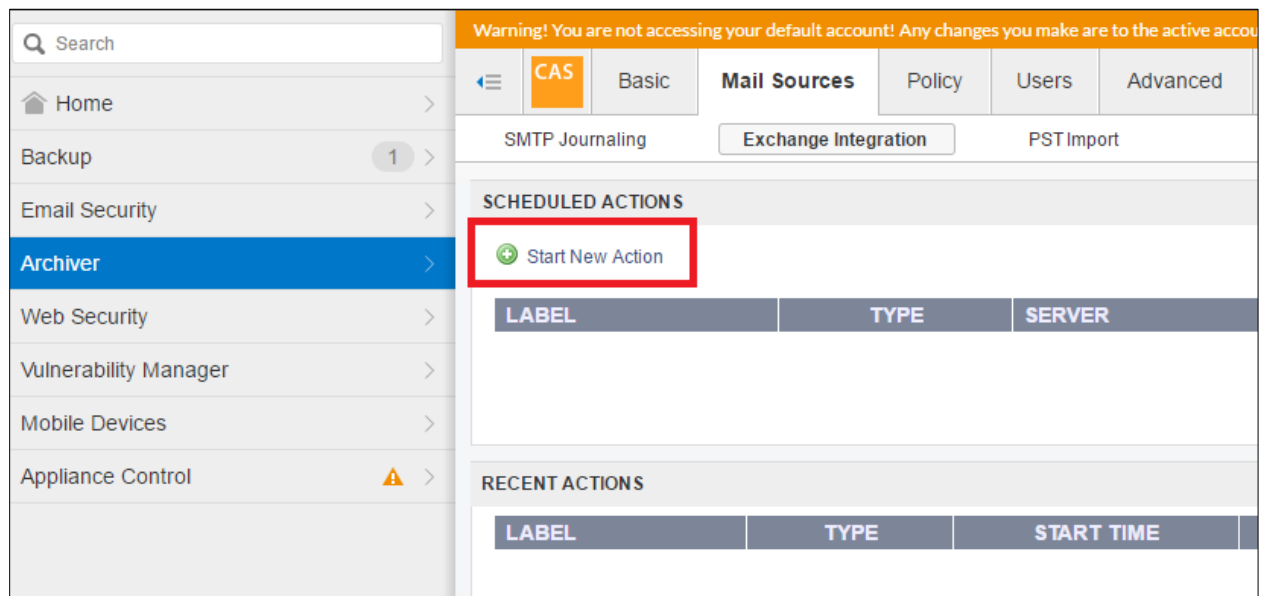 Search
Home
Backup 1
Email Security
Archiver
Web Security
Vulnerability Manager
Mobile Devices
Appliance Control
Warning! You are not accessing your default account! Any changes you make are to the active accou
CAS Basic Mail Sources Policy Users Advanced
SMTP Journaling Exchange Integration PST Import
SCHEDULED ACTIONS
Start New Action
LABEL TYPE SERVER
RECENT ACTIONS
LABEL TYPE START TIME